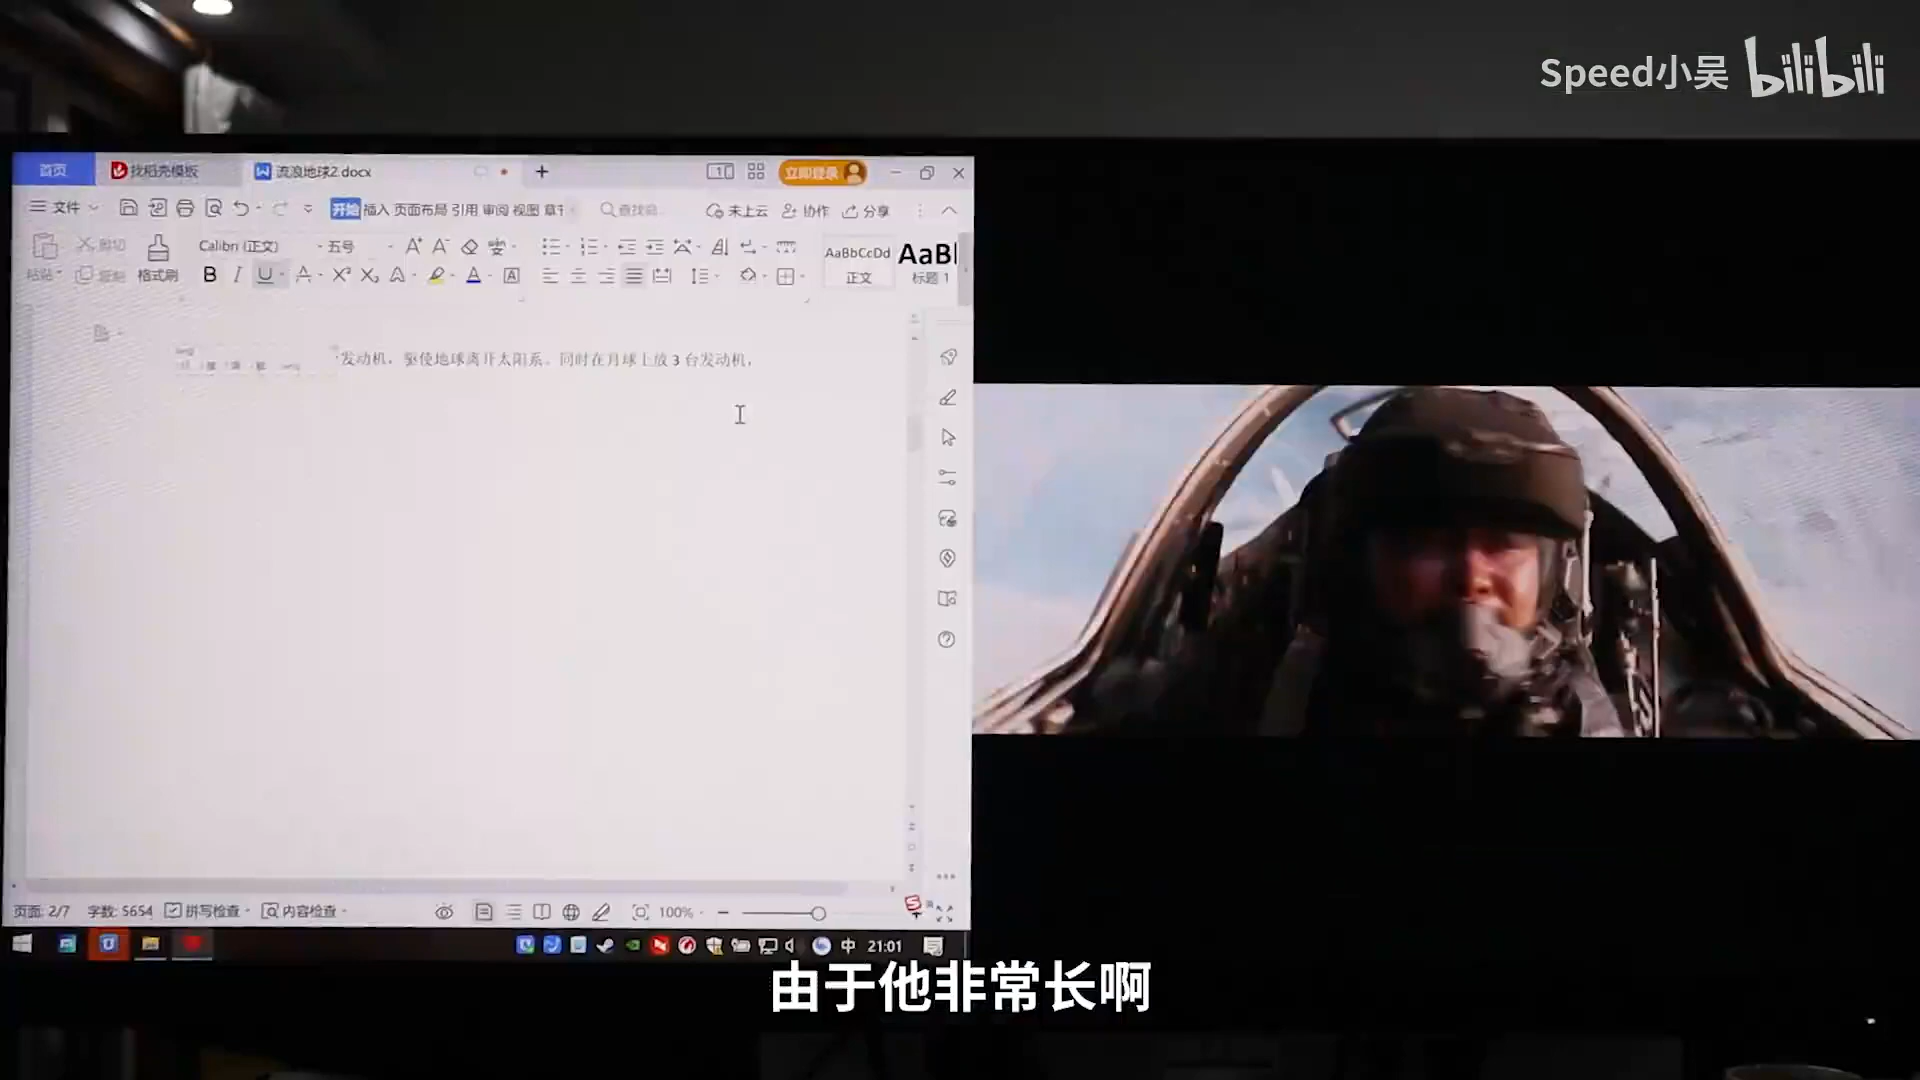 Speed小吴 bilibili
首页 找稻壳模板 流浪地球2.docx + 立即登录
文件 开始 插入 页面布局 引用 审阅 视图 章节 未上云 协作 分享
剪切 Calibri (正文) 五号 AaBbCcDd
粘贴 复制 格式刷 B I U 正文 标题 1
发动机，驱使地球离开太阳系。同时在月球上放 3 台发动机，
页面: 2/7 字数: 5654 拼写检查 内容检查 100%
中 21:01
由于他非常长啊